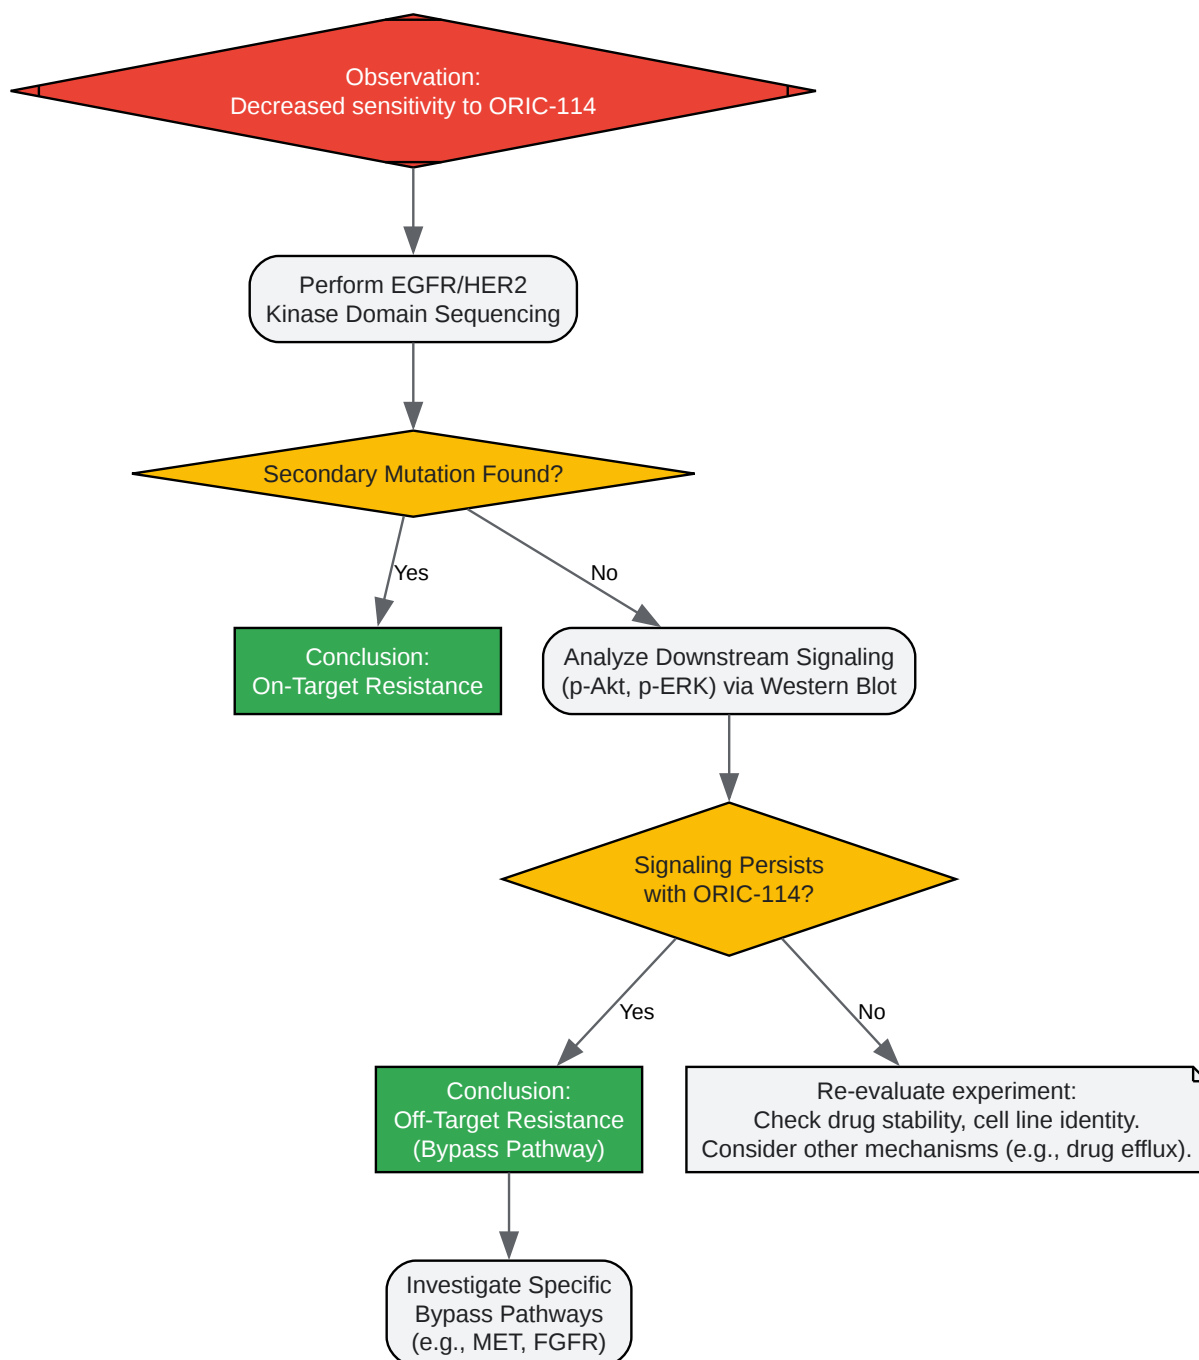 Observation:
Decreased sensitivity to ORIC-114
Perform EGFR/HER2
Kinase Domain Sequencing
Secondary Mutation Found?
Yes
No
Conclusion:
On-Target Resistance
Analyze Downstream Signaling
(p-Akt, p-ERK) via Western Blot
Signaling Persists
with ORIC-114?
Yes
No
Conclusion:
Off-Target Resistance
(Bypass Pathway)
Re-evaluate experiment:
Check drug stability, cell line identity.
Consider other mechanisms (e.g., drug efflux).
Investigate Specific
Bypass Pathways
(e.g., MET, FGFR)